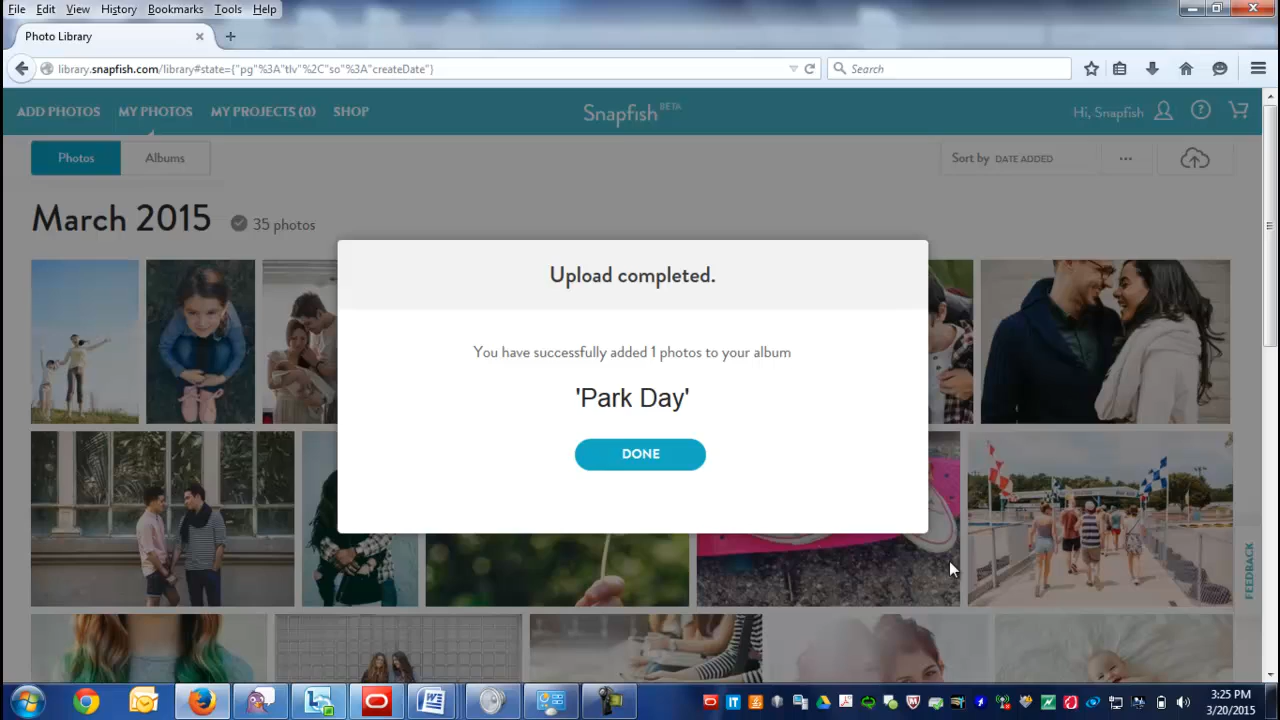 File Edit View History Bookmarks Tools Help
Photo Library
library.snapfish.com/library#state={"pg"%3A"tlv"%2C"so"%3A"createDate"}
Search
ADD PHOTOS MY PHOTOS MY PROJECTS (0) SHOP
Snapfish BETA
Hi, Snapfish
Photos Albums
Sort by DATE ADDED
March 2015 35 photos
Upload completed.
You have successfully added 1 photos to your album
'Park Day'
DONE
FEEDBACK
3:25 PM
3/20/2015